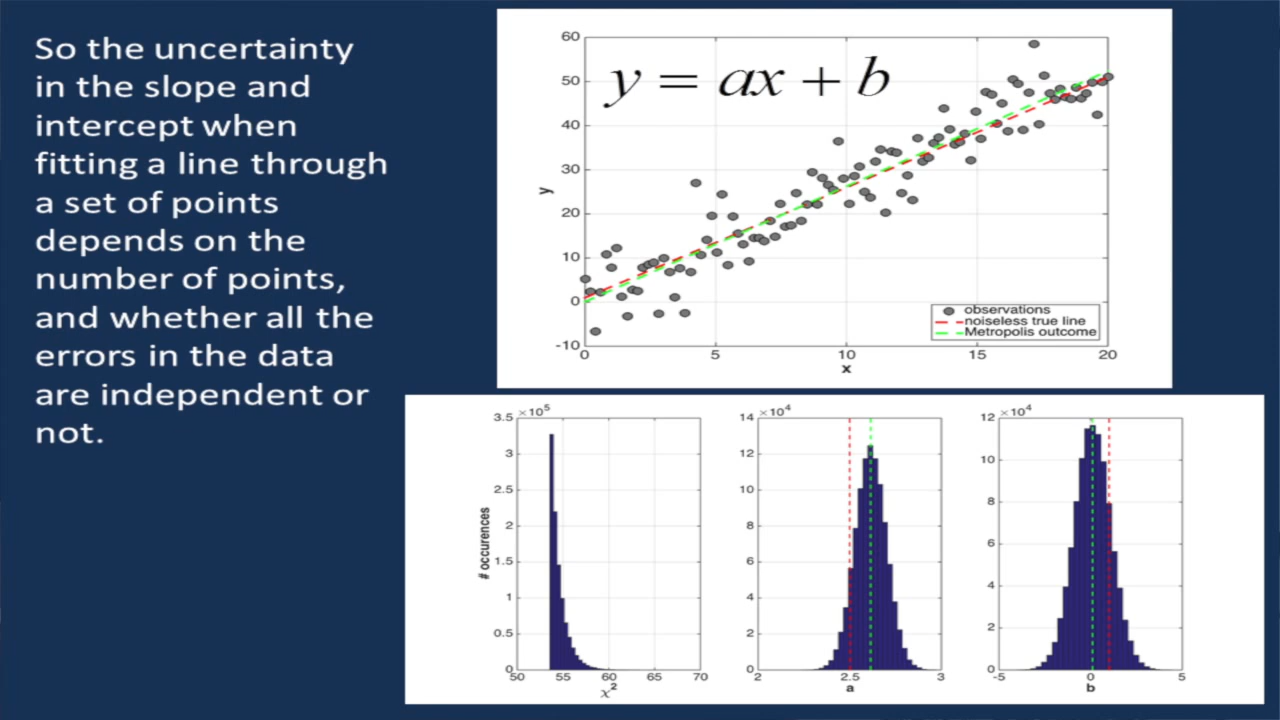 So the uncertainty
in the slope and
intercept when
fitting a line through
a set of points
depends on the
number of points,
and whether all the
errors in the data
are independent or
not.
y = ax + b
60
50
40
30
20
10
0
-10
y
0 5 10 15 20
x
observations
noiseless true line
Metropolis outcome
×10⁵
3.5
3
2.5
2
1.5
1
0.5
0
# occurences
50 55 60 65 70
x²
×10⁴
14
12
10
8
6
4
2
0
2 2.5 3
a
×10⁴
12
10
8
6
4
2
0
-5 0 5
b